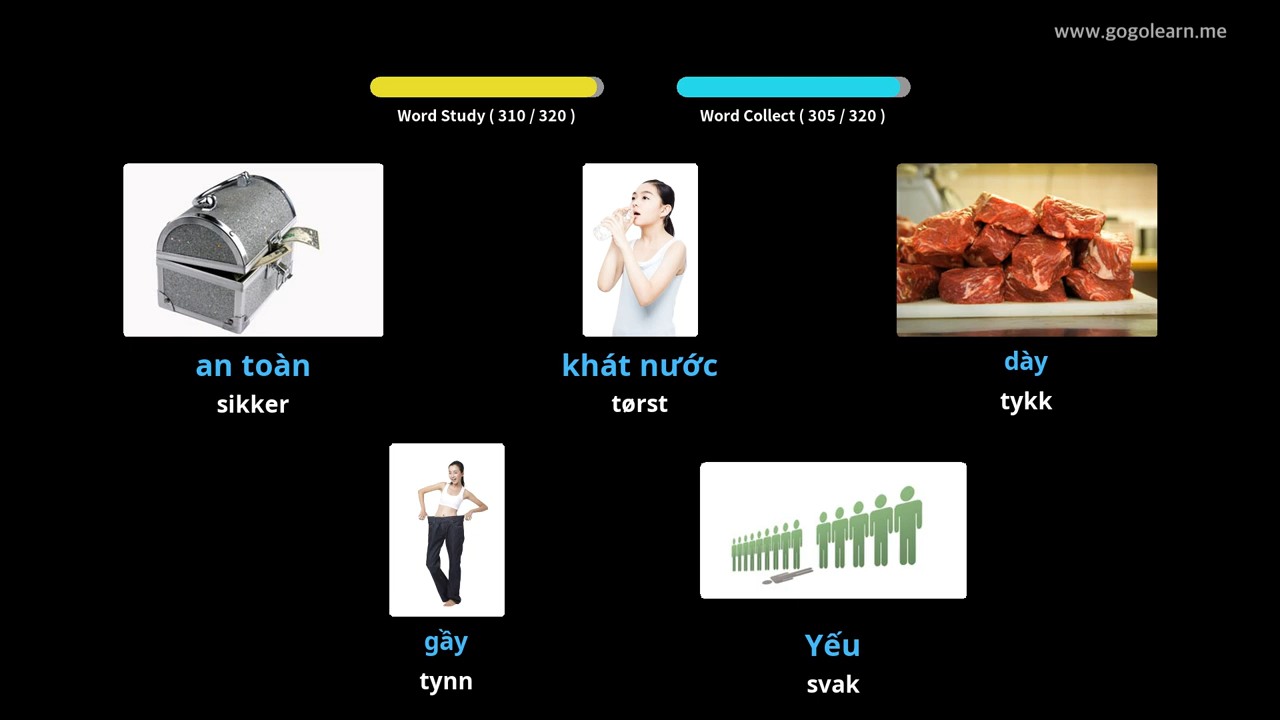 www.gogolearn.me
Word Study ( 310 / 320 )
Word Collect ( 305 / 320 )
an toàn
sikker
khát nước
tørst
dày
tykk
gầy
tynn
Yếu
svak